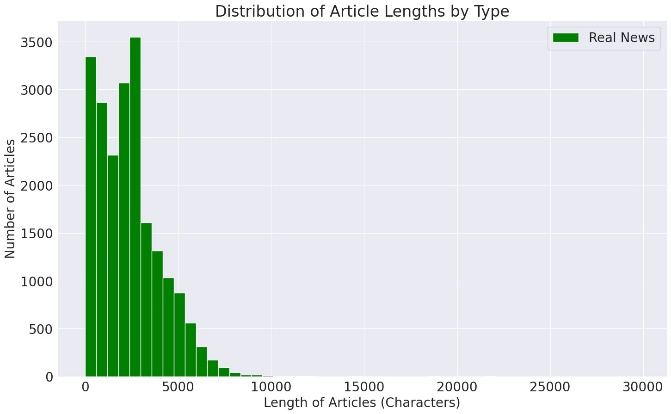 Distribution of Article Lengths by Type
Real News
3500
3000
2500
2000
1500
1000
500
0
Number of Articles
0 5000 10000 15000 20000 25000 30000
Length of Articles (Characters)